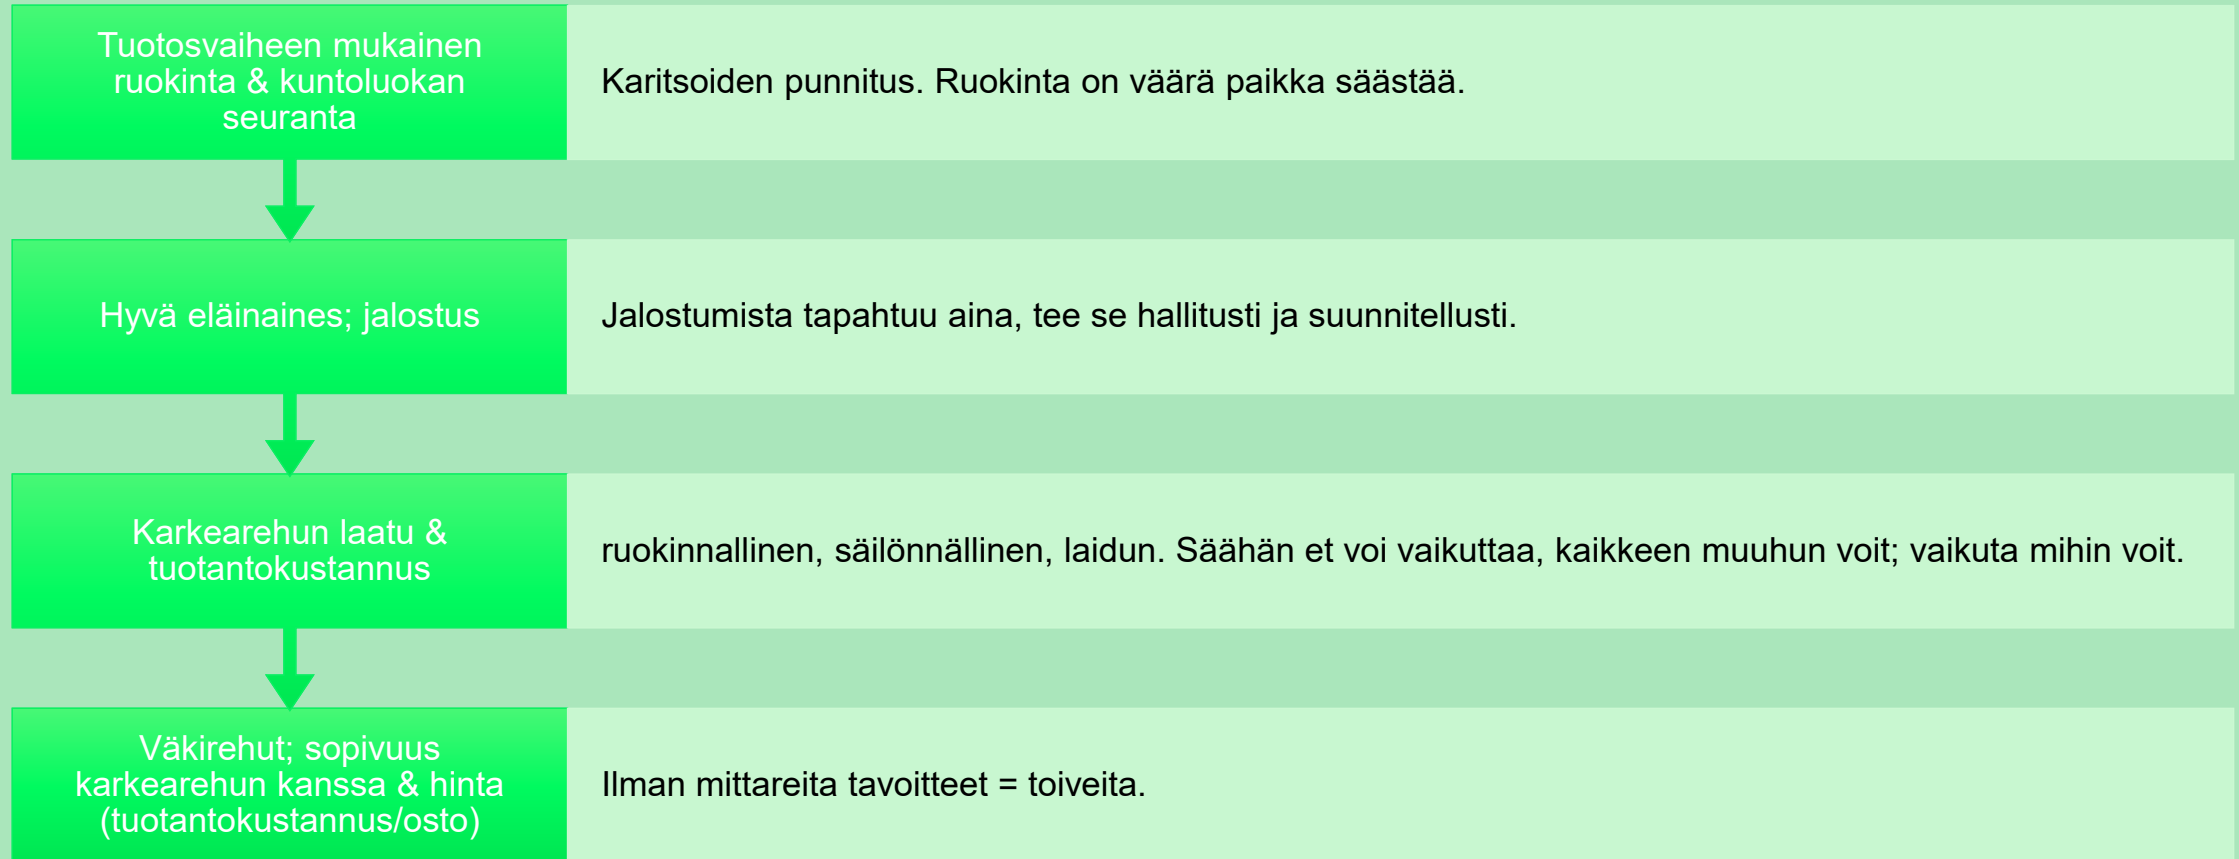 Tuotosvaiheen mukainen
ruokinta & kuntoluokan
seuranta
Karitsoiden punnitus. Ruokinta on väärä paikka säästää.
Hyvä eläinaines; jalostus
Jalostumista tapahtuu aina, tee se hallitusti ja suunnitellusti.
Karkearehun laatu &
tuotantokustannus
ruokinnallinen, säilönnällinen, laidun. Säähän et voi vaikuttaa, kaikkeen muuhun voit; vaikuta mihin voit.
Väkirehut; sopivuus
karkearehun kanssa & hinta
(tuotantokustannus/osto)
Ilman mittareita tavoitteet = toiveita.